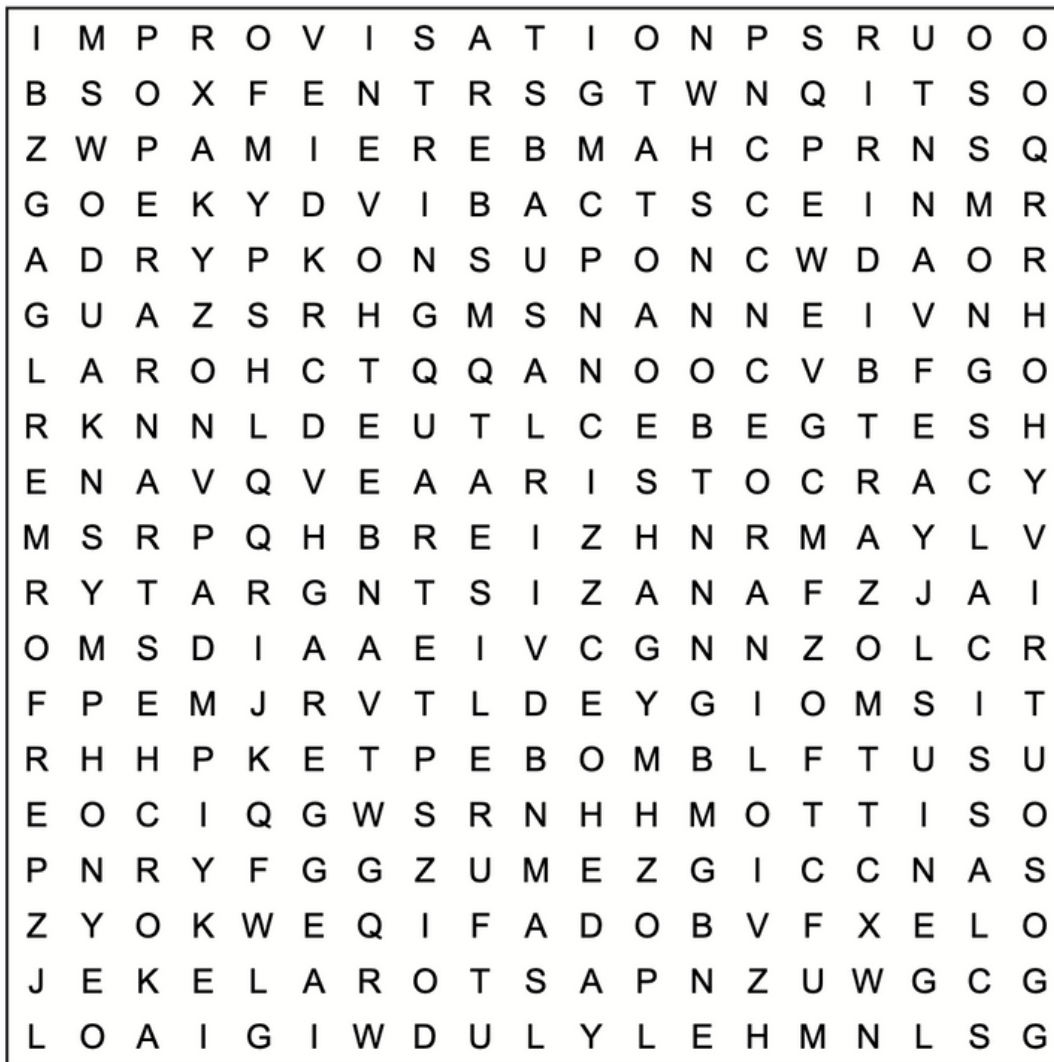 I M P R O V I S A T I O N P S R U O O
B S O X F E N T R S G T W N Q I T S O
Z W P A M I E R E B M A H C P R N S Q
G O E K Y D V I B A C T S C E I N M R
A D R Y P K O N S U P O N C W D A O R
G U A Z S R H G M S N A N N E I V N H
L A R O H C T Q Q A N O O C V B F G O
R K N N L D E U T L C E B E G T E S H
E N A V Q V E A A R I S T O C R A C Y
M S R P Q H B R E I Z H N R M A Y L V
R Y T A R G N T S I Z A N A F Z J A I
O M S D I A A E I V C G N N Z O L C R
F P E M J R V T L D E Y G I O M S I T
R H H P K E T P E B O M B L F T U S U
E O C I Q G W S R N H H M O T T I S O
P N R Y F G G Z U M E Z G I C C N A S
Z Y O K W E Q I F A D O B V F X E L O
J E K E L A R O T S A P N Z U W G C G
L O A I G I W D U L Y L E H M N L S G